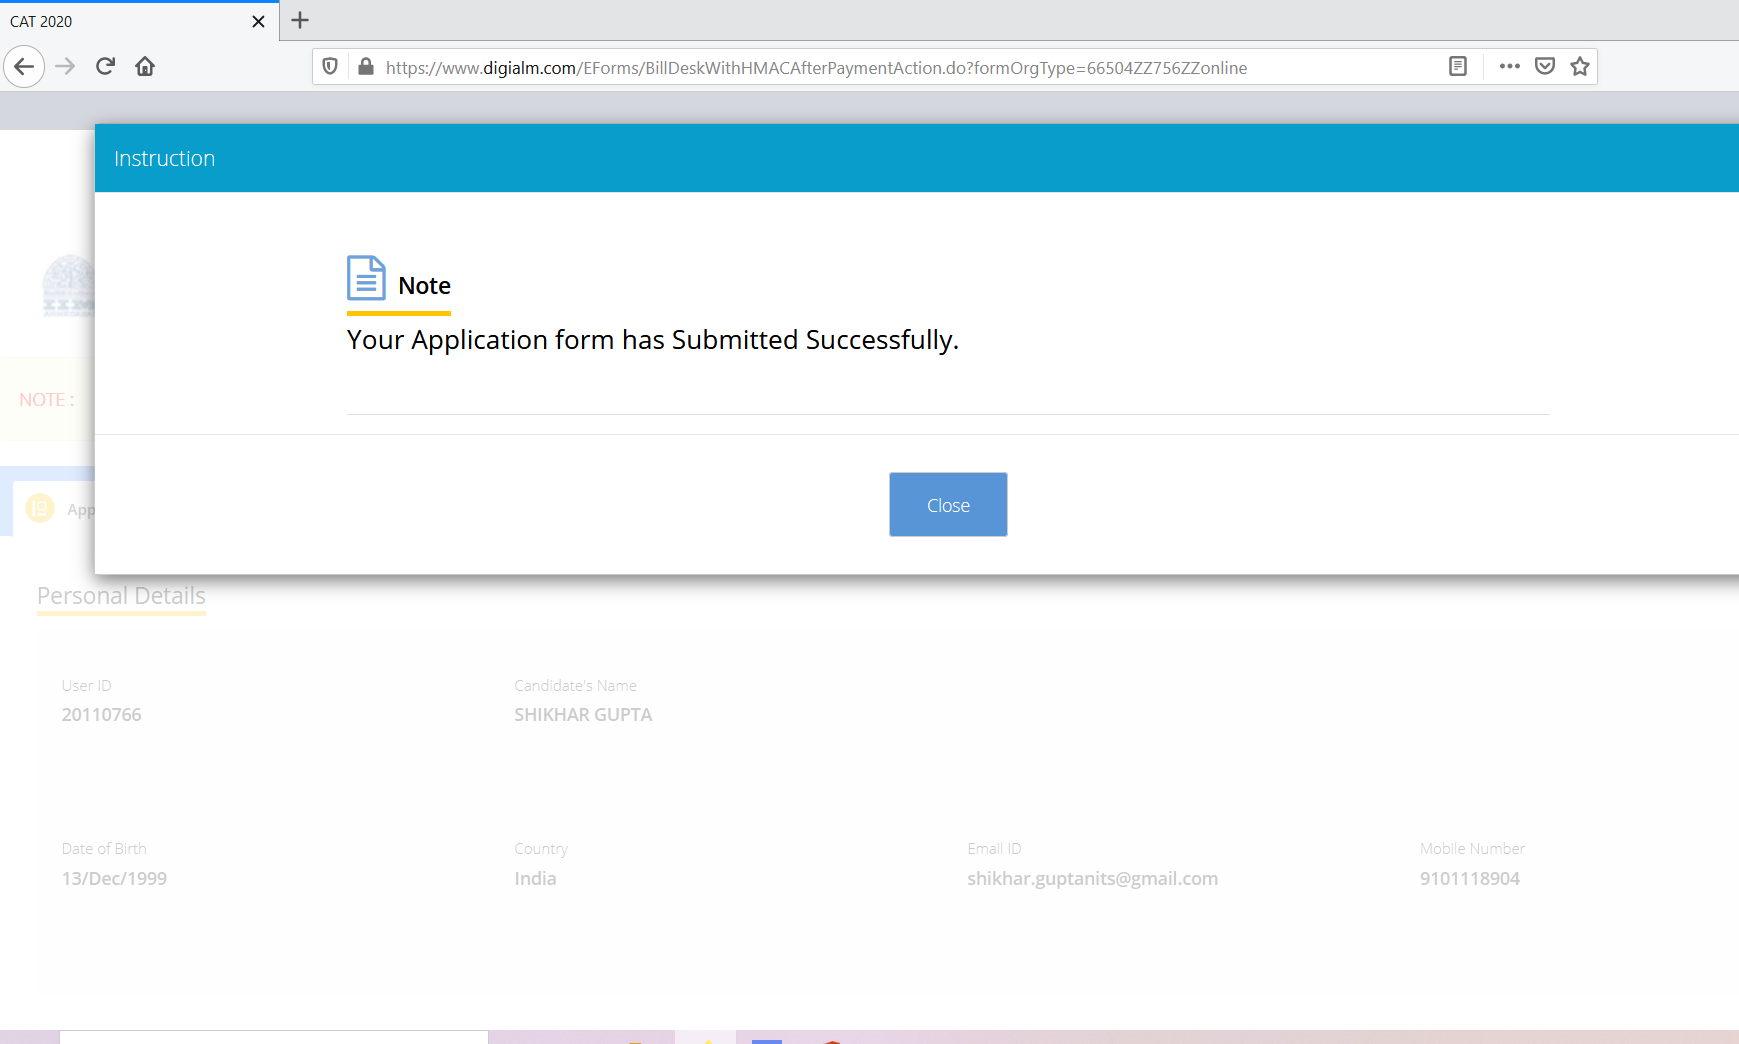 CAT 2020
https://www.digialm.com/EForms/BillDeskWithHMACAfterPaymentAction.do?formOrgType=66504ZZ756ZZonline
Instruction
Note
Your Application form has Submitted Successfully.
NOTE :
Close
App
Personal Details
User ID
Candidate's Name
20110766
SHIKHAR GUPTA
Date of Birth
Country
Email ID
Mobile Number
13/Dec/1999
India
shikhar.guptanits@gmail.com
9101118904